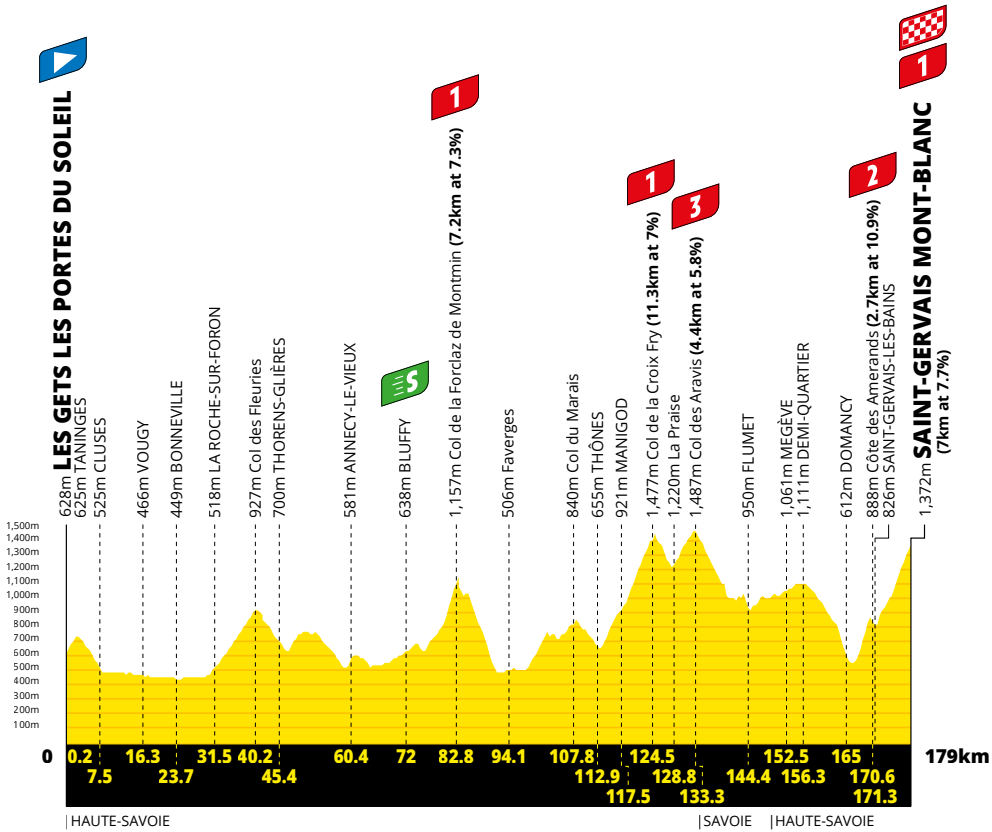 628m LES GETS LES PORTES DU SOLEIL
625m TANINGES
525m CLUSES
466m VOUGY
449m BONNEVILLE
518m LA ROCHE-SUR-FORON
927m Col des Fleuries
700m THORENS-GLIÈRES
581m ANNECY-LE-VIEUX
S
638m BLUFFY
1
1,157m Col de la Forclaz de Montmin (7.2km at 7.3%)
506m Faverges
840m Col du Marais
655m THÔNES
921m MANIGOD
1
1,477m Col de la Croix Fry (11.3km at 7%)
1,220m La Praise
3
1,487m Col des Aravis (4.4km at 5.8%)
950m FLUMET
1,061m MEGÈVE
1,111m DEMI-QUARTIER
612m DOMANCY
2
888m Côte des Amerands (2.7km at 10.9%)
826m SAINT-GERVAIS-LES-BAINS
1
1,372m SAINT-GERVAIS MONT-BLANC
(7km at 7.7%)
1,500m
1,400m
1,300m
1,200m
1,100m
1,000m
900m
800m
700m
600m
500m
400m
300m
200m
100m
0 0.2 16.3 31.5 40.2 60.4 72 82.8 94.1 107.8 124.5 152.5 165 179km
7.5 23.7 45.4 112.9 128.8 144.4 156.3 170.6
117.5 133.3 171.3
HAUTE-SAVOIE SAVOIE HAUTE-SAVOIE